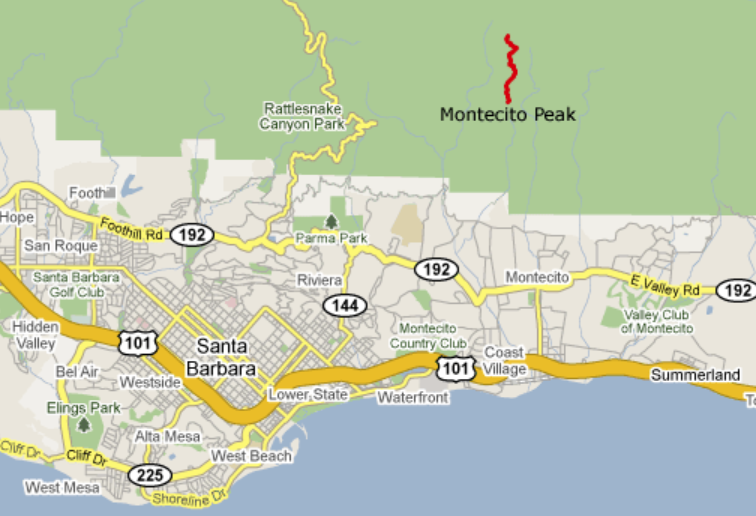 Rattlesnake
Canyon Park
Montecito Peak
Foothill
Hope
Foothill Rd
192
San Roque
Parma Park
192
Montecito
E Valley Rd
192
Santa Barbara
Golf Club
Riviera
144
Valley Club
of Montecito
Hidden
Valley
101
Santa
Barbara
Montecito
Country Club
Coast
Village
101
Bel Air
Westside
Summerland
Lower State
Waterfront
Elings Park
Alta Mesa
Cliff Dr
Cliff Dr
West Beach
225
West Mesa
Shoreline Dr